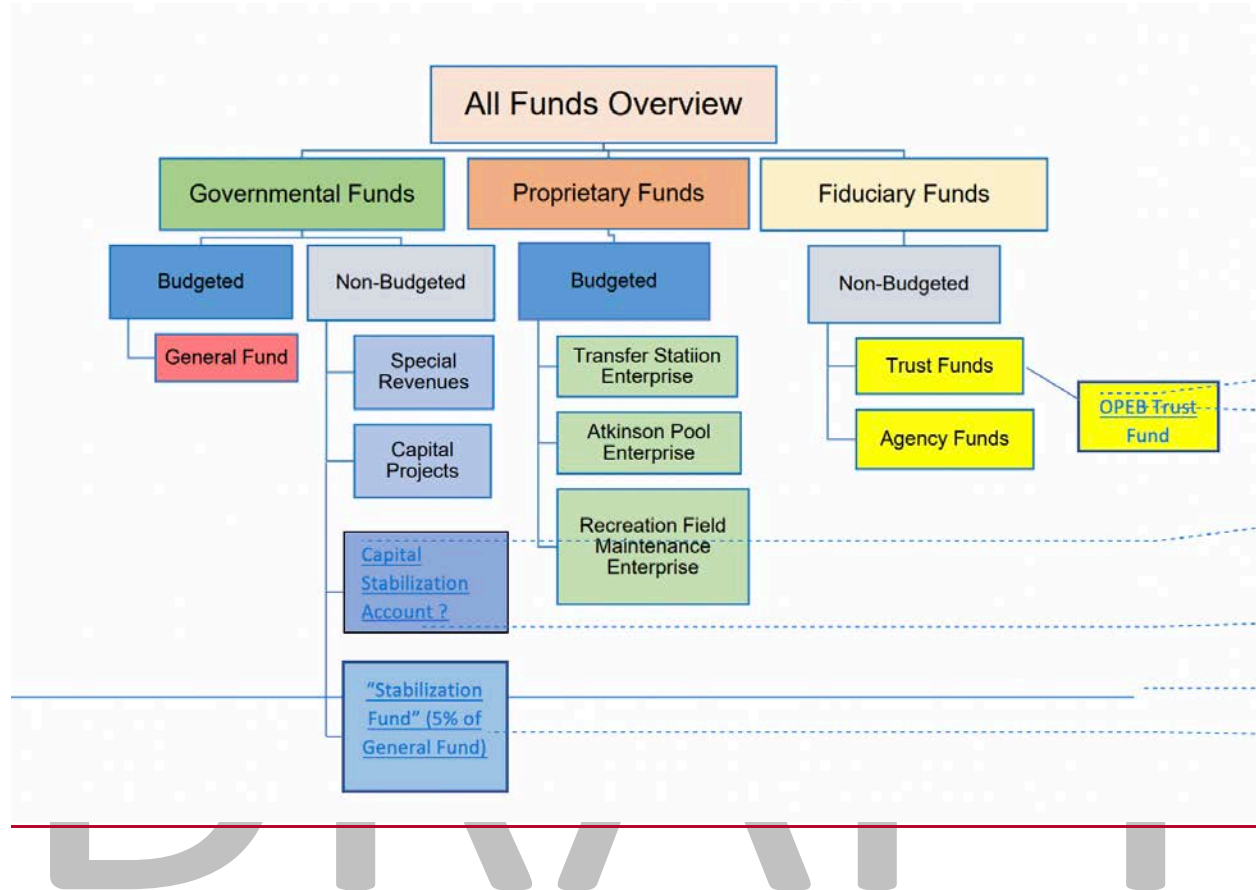 All Funds Overview
Governmental Funds
Proprietary Funds
Fiduciary Funds
Budgeted
Non-Budgeted
Budgeted
Non-Budgeted
General Fund
Special
Revenues
Capital
Projects
Capital
Stabilization
Account ?
“Stabilization
Fund” (5% of
General Fund)
Transfer Statiion
Enterprise
Atkinson Pool
Enterprise
Recreation Field
Maintenance
Enterprise
Trust Funds
Agency Funds
OPEB Trust
Fund
DRAFT